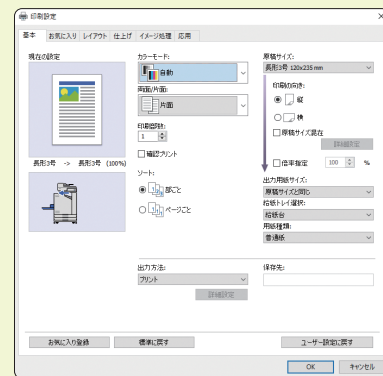 印刷設定
基本 お気に入り レイアウト 仕上げ イメージ処理 応用
現在の設定
長形3号 -> 長形3号 (100%)
カラーモード:
自動
両面/片面:
片面
印刷部数:
1
確認プリント
ソート:
部ごと
ページごと
出力方法:
プリント
詳細設定
原稿サイズ:
長形3号 120x235 mm
印刷の向き:
縦
横
原稿サイズ混在
詳細設定
倍率指定 100 %
出力用紙サイズ:
原稿サイズと同じ
給紙トレイ選択:
給紙台
用紙種類:
普通紙
保存先:
お気に入り登録 標準に戻す ユーザー設定に戻す
OK キャンセル